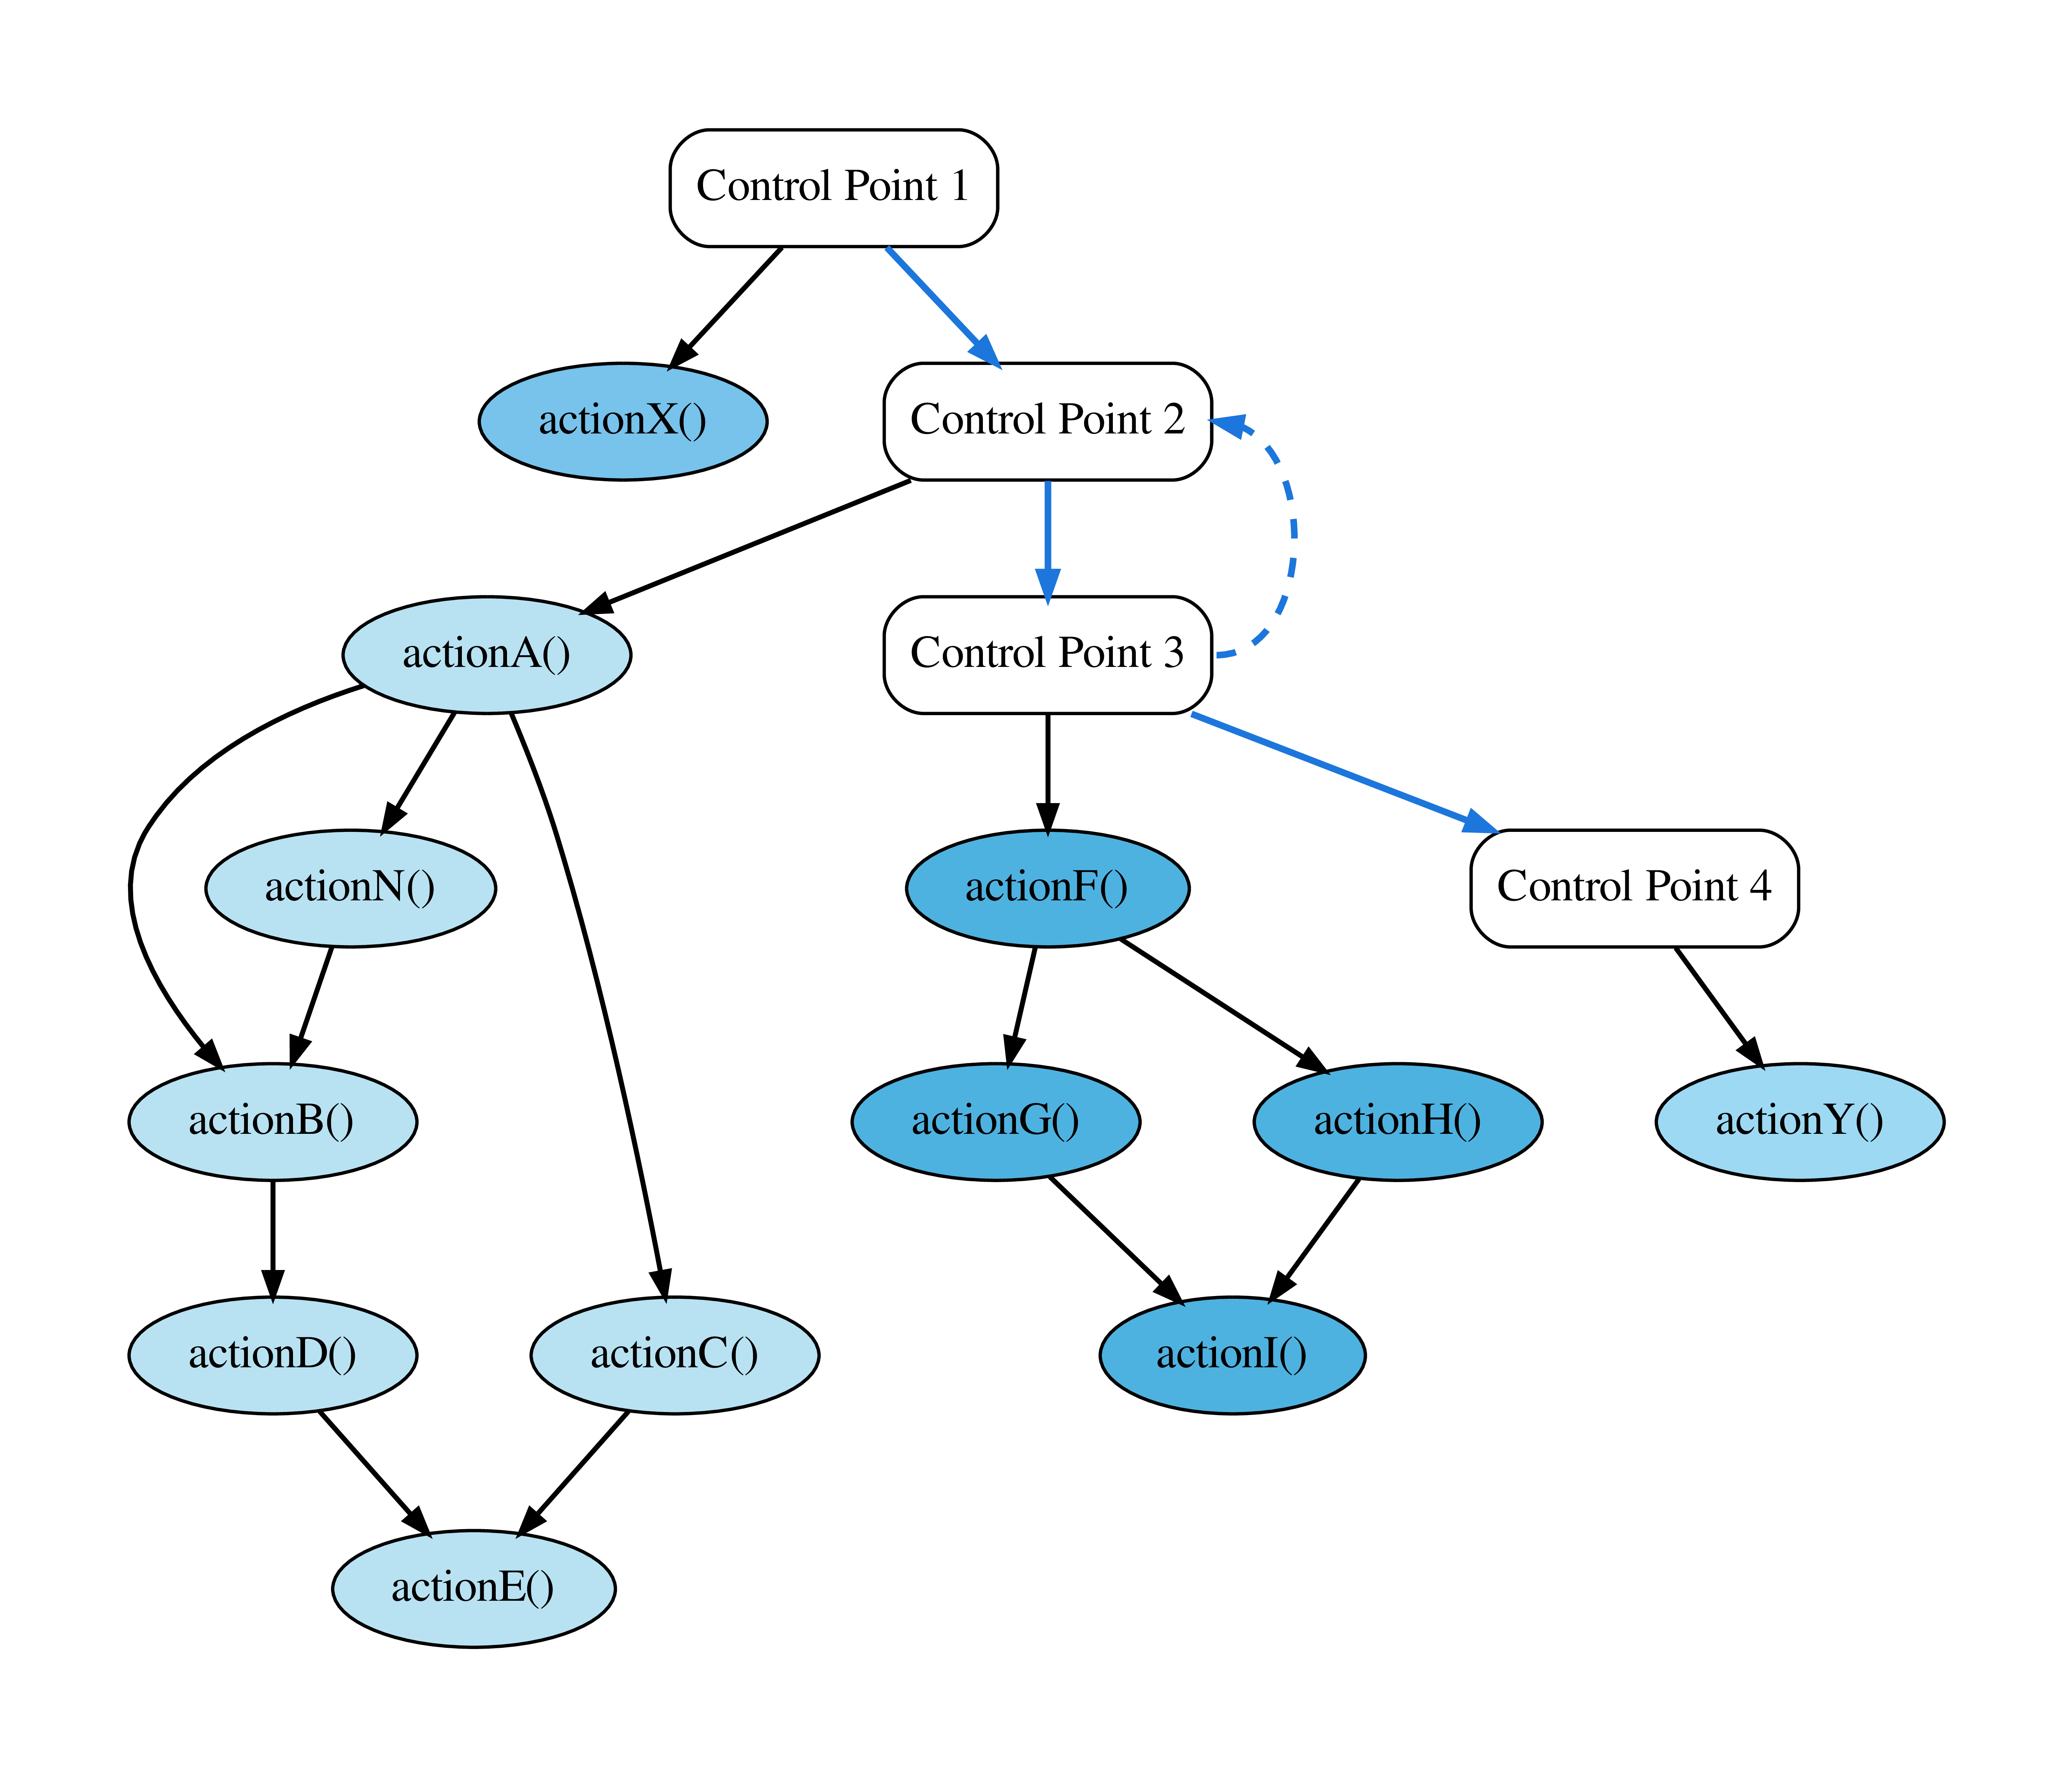 Control Point 1
actionX()
Control Point 2
actionA()
Control Point 3
actionN()
actionF()
Control Point 4
actionB()
actionG()
actionH()
actionY()
actionD()
actionC()
actionI()
actionE()